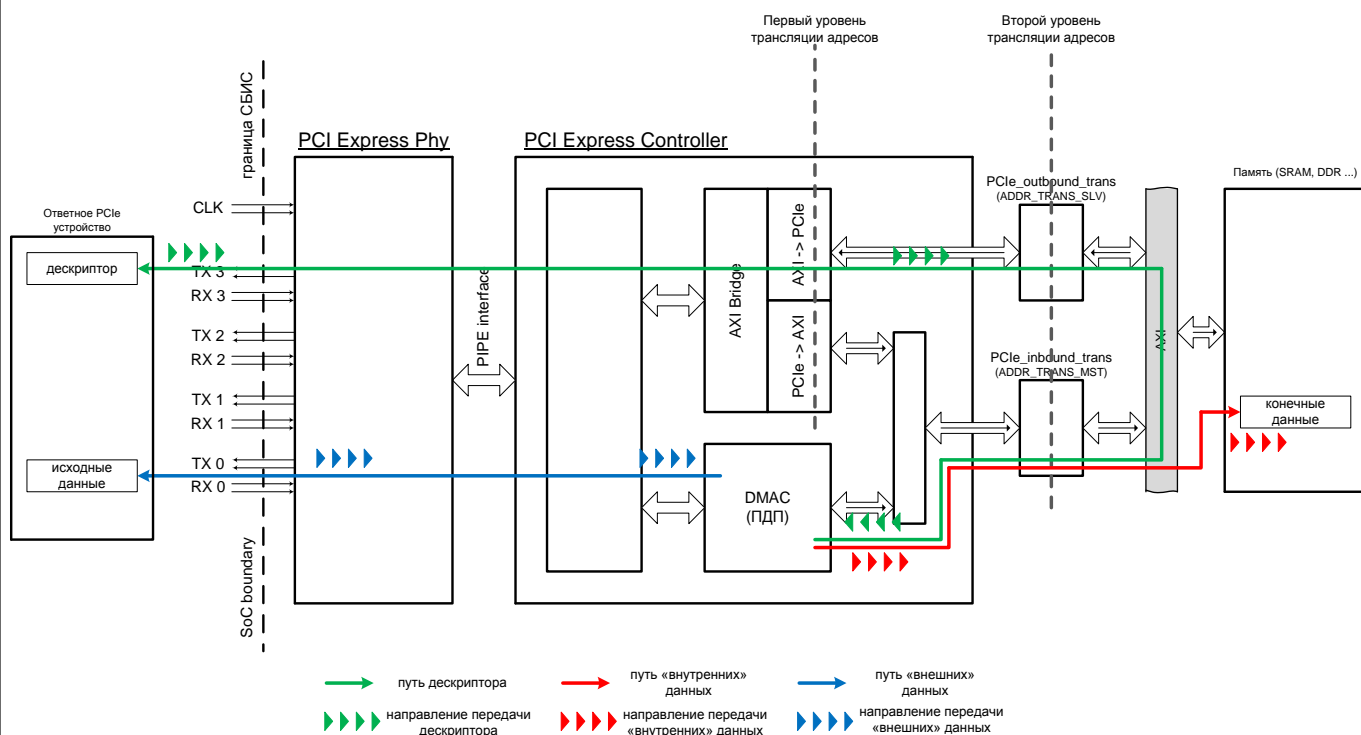 Первый уровень
трансляции адресов
Второй уровень
трансляции адресов
граница СБИС
PCI Express Phy
PCI Express Controller
PCIe_outbound_trans
(ADDR_TRANS_SLV)
Память (SRAM, DDR ...)
Ответное PCIe
устройство
CLK
дескриптор
TX 3
RX 3
TX 2
RX 2
TX 1
RX 1
TX 0
RX 0
исходные
данные
PIPE interface
AXI Bridge
AXI -> PCIe
PCIe -> AXI
AXI
PCIe_inbound_trans
(ADDR_TRANS_MST)
конечные
данные
DMAC
(ПДП)
SoC boundary
путь дескриптора
путь «внутренних»
данных
путь «внешних»
данных
направление передачи
дескриптора
направление передачи
«внутренних» данных
направление передачи
«внешних» данных